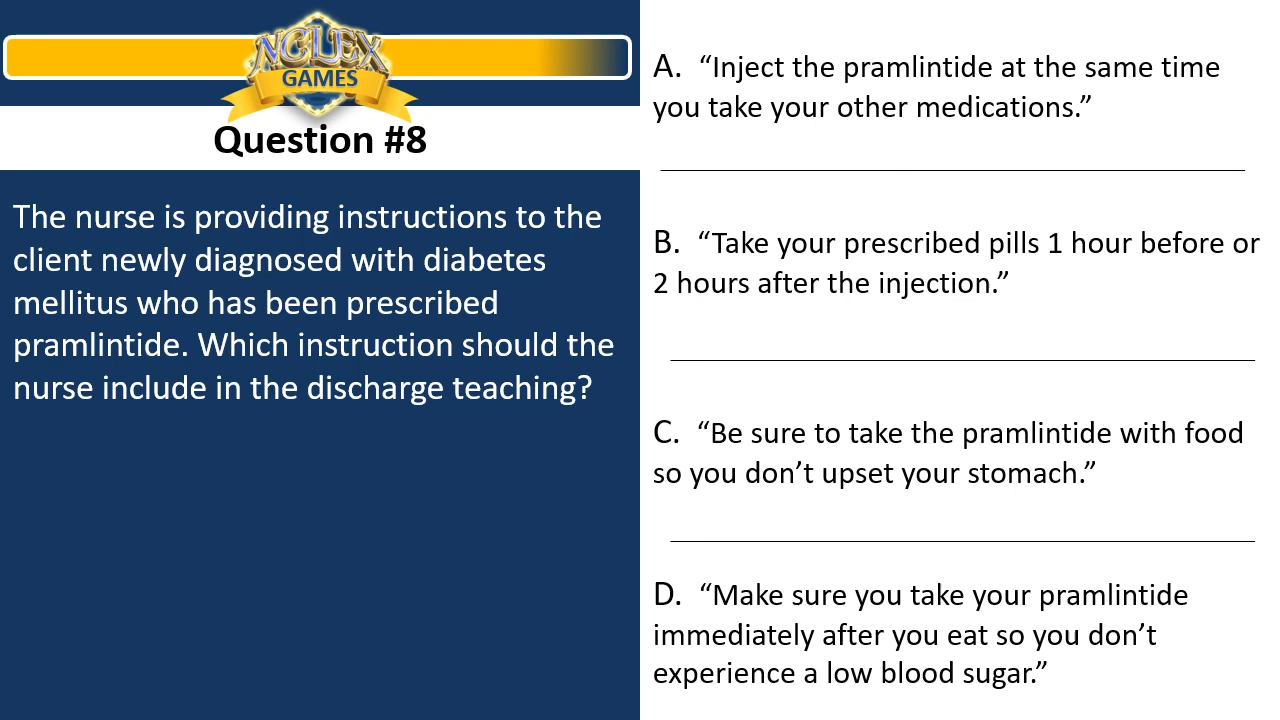 NCLEX
GAMES
Question #8
The nurse is providing instructions to the
client newly diagnosed with diabetes
mellitus who has been prescribed
pramlintide. Which instruction should the
nurse include in the discharge teaching?
A. “Inject the pramlintide at the same time
you take your other medications.”
B. “Take your prescribed pills 1 hour before or
2 hours after the injection.”
C. “Be sure to take the pramlintide with food
so you don’t upset your stomach.”
D. “Make sure you take your pramlintide
immediately after you eat so you don’t
experience a low blood sugar.”